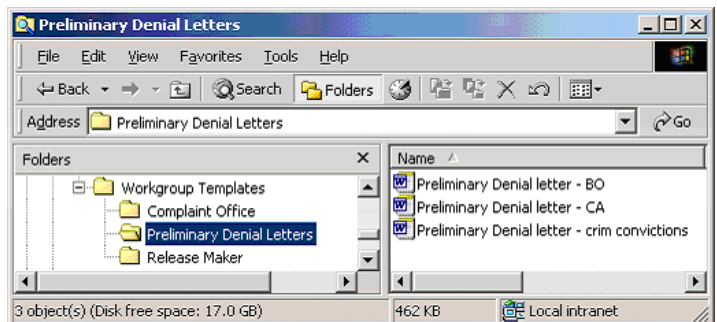 Preliminary Denial Letters
File Edit View Favorites Tools Help
Back Search Folders
Address Preliminary Denial Letters Go
Folders Name
Workgroup Templates
Complaint Office
Preliminary Denial Letters
Release Maker
Preliminary Denial letter - BO
Preliminary Denial letter - CA
Preliminary Denial letter - crim convictions
3 object(s) (Disk free space: 17.0 GB) 462 KB Local intranet